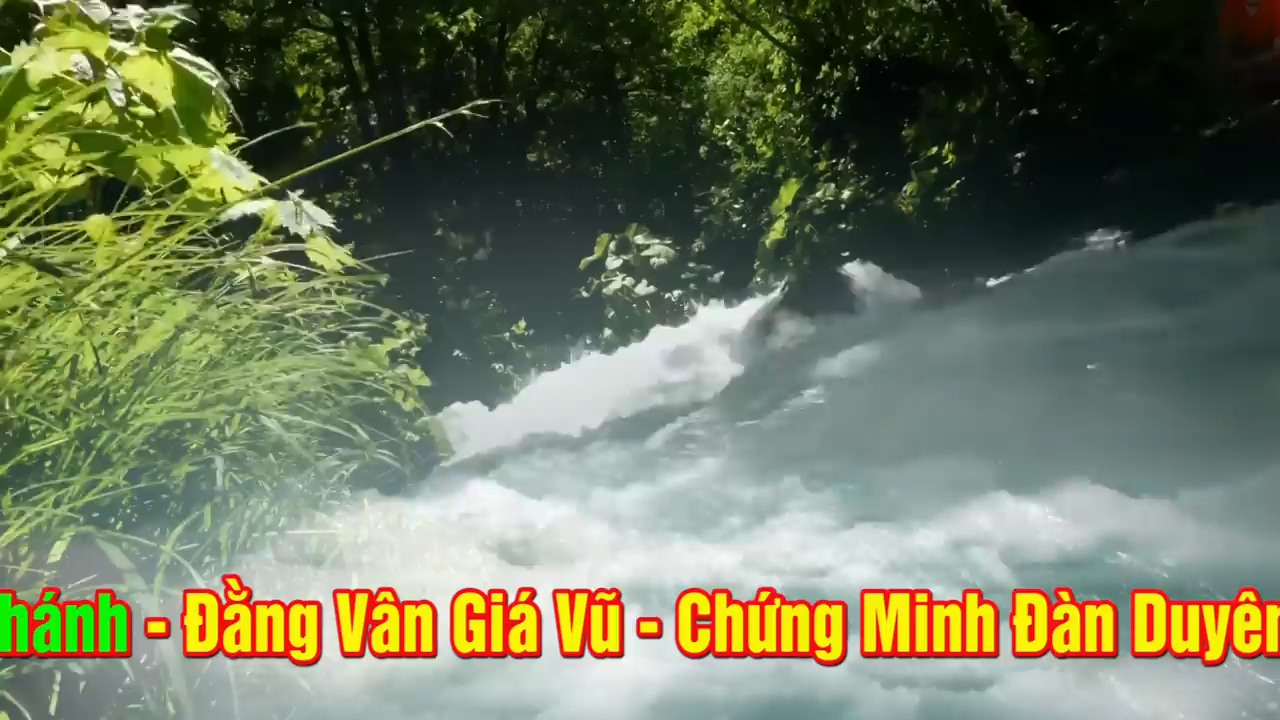 hánh - Đằng Vân Giá Vũ - Chứng Minh Đàn Duyên